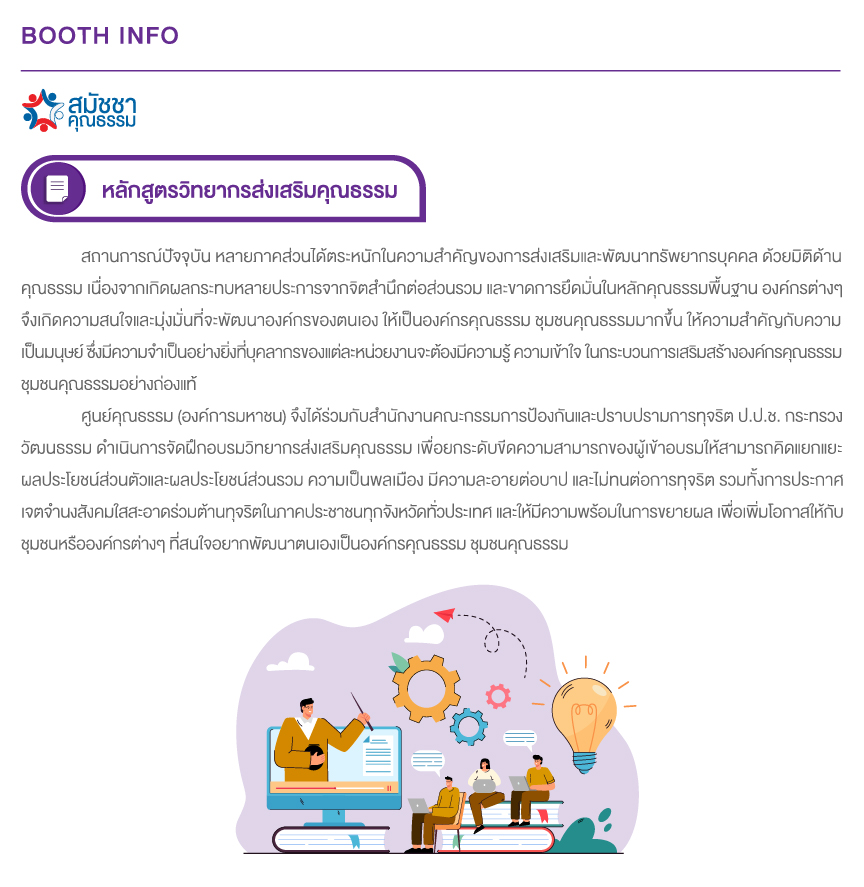 BOOTH INFO
สมัชชา
คุณธรรม
หลักสูตรวิทยากรส่งเสริมคุณธรรม
สถานการณ์ปัจจุบัน หลายภาคส่วนได้ตระหนักในความสำคัญของการส่งเสริมและพัฒนาทรัพยากรบุคคล ด้วยมิติด้าน
คุณธรรม เนื่องจากเกิดผลกระทบหลายประการจากจิตสำนึกต่อส่วนรวม และขาดการยึดมั่นในหลักคุณธรรมพื้นฐาน องค์กรต่างๆ
จึงเกิดความสนใจและมุ่งมั่นที่จะพัฒนาองค์กรของตนเอง ให้เป็นองค์กรคุณธรรม ชุมชนคุณธรรมมากขึ้น ให้ความสำคัญกับความ
เป็นมนุษย์ ซึ่งมีความจำเป็นอย่างยิ่งที่บุคลากรของแต่ละหน่วยงานจะต้องมีความรู้ ความเข้าใจ ในกระบวนการเสริมสร้างองค์กรคุณธรรม
ชุมชนคุณธรรมอย่างถ่องแท้
ศูนย์คุณธรรม (องค์การมหาชน) จึงได้ร่วมกับสำนักงานคณะกรรมการป้องกันและปราบปรามการทุจริต ป.ป.ช. กระทรวง
วัฒนธรรม ดำเนินการจัดฝึกอบรมวิทยากรส่งเสริมคุณธรรม เพื่อยกระดับขีดความสามารถของผู้เข้าอบรมให้สามารถคิดแยกแยะ
ผลประโยชน์ส่วนตัวและผลประโยชน์ส่วนรวม ความเป็นพลเมือง มีความละอายต่อบาป และไม่ทนต่อการทุจริต รวมทั้งการประกาศ
เจตจำนงสังคมใสสะอาดร่วมต้านทุจริตในภาคประชาชนทุกจังหวัดทั่วประเทศ และให้มีความพร้อมในการขยายผล เพื่อเพิ่มโอกาสให้กับ
ชุมชนหรือองค์กรต่างๆ ที่สนใจอยากพัฒนาตนเองเป็นองค์กรคุณธรรม ชุมชนคุณธรรม